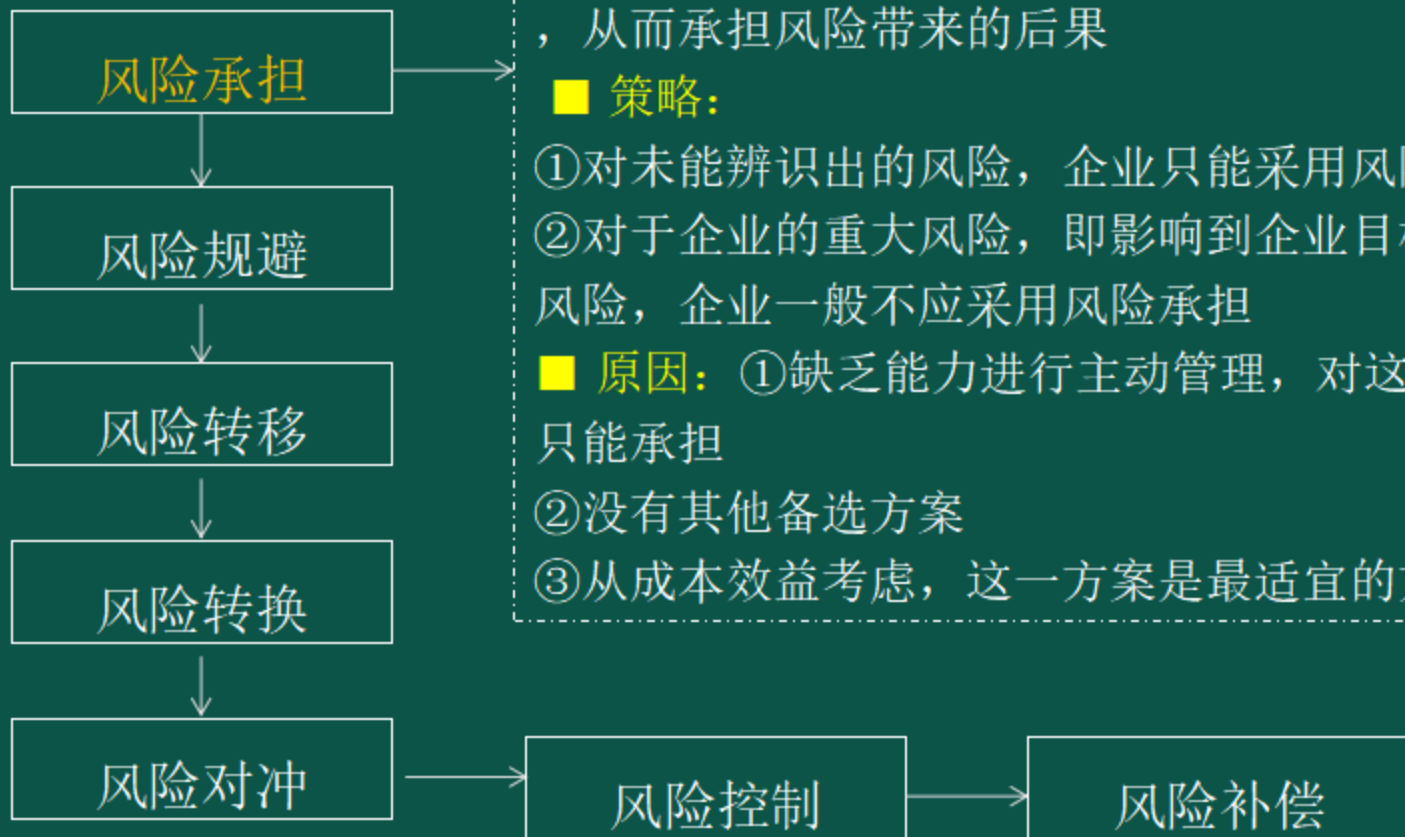 风险承担
，从而承担风险带来的后果
■ 策略：
①对未能辨识出的风险，企业只能采用风
②对于企业的重大风险，即影响到企业目
风险，企业一般不应采用风险承担
■ 原因：①缺乏能力进行主动管理，对这
只能承担
②没有其他备选方案
③从成本效益考虑，这一方案是最适宜的
风险规避
风险转移
风险转换
风险对冲
风险控制
风险补偿